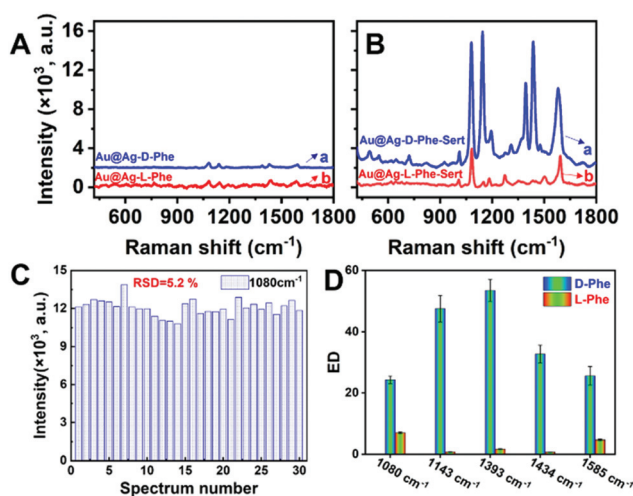 A
B
Intensity (×10³, a.u.)
16
12
8
4
0
Au@Ag-D-Phe
a
Au@Ag-L-Phe
b
Au@Ag-D-Phe-Sert
a
Au@Ag-L-Phe-Sert
b
600 900 1200 1500 1800
600 900 1200 1500 1800
Raman shift (cm⁻¹)
Raman shift (cm⁻¹)
C
RSD=5.2 %
1080cm⁻¹
Intensity(×10³, a.u.)
15
12
9
6
3
0
0 5 10 15 20 25 30
Spectrum number
D
D-Phe
L-Phe
ED
60
40
20
0
1080 cm⁻¹
1143 cm⁻¹
1393 cm⁻¹
1434 cm⁻¹
1585 cm⁻¹